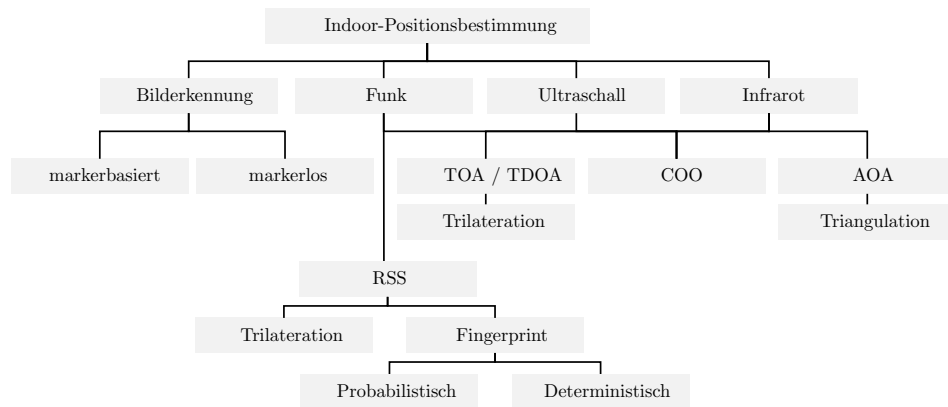 Indoor-Positionsbestimmung
Bilderkennung
Funk
Ultraschall
Infrarot
markerbasiert
markerlos
TOA / TDOA
COO
AOA
Trilateration
Triangulation
RSS
Trilateration
Fingerprint
Probabilistisch
Deterministisch